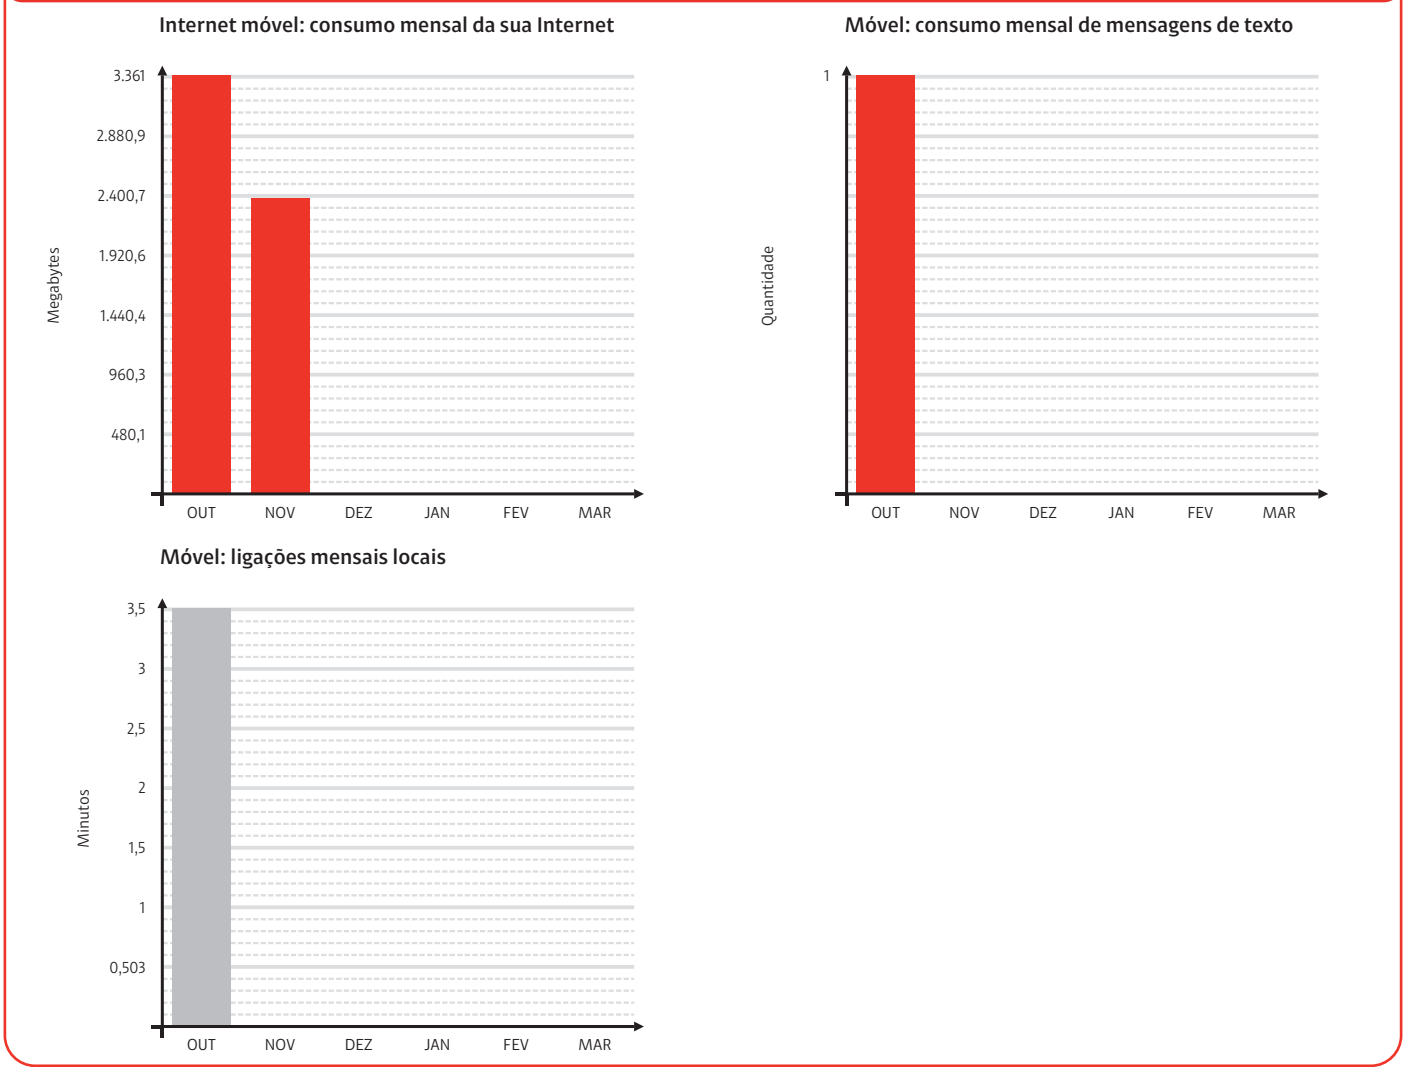 Internet móvel: consumo mensal da sua Internet
3.361
2.880,9
2.400,7
1.920,6
1.440,4
960,3
480,1
Megabytes
OUT NOV DEZ JAN FEV MAR
Móvel: consumo mensal de mensagens de texto
1
Quantidade
OUT NOV DEZ JAN FEV MAR
Móvel: ligações mensais locais
3,5
3
2,5
2
1,5
1
0,503
Minutos
OUT NOV DEZ JAN FEV MAR